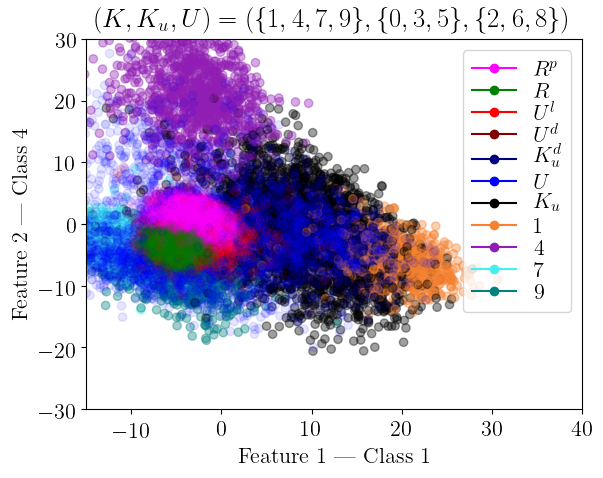 (K, K_u, U) = ({1, 4, 7, 9}, {0, 3, 5}, {2, 6, 8})
30
20
10
0
−10
−20
−30
Feature 2 — Class 4
R^p
R
U^l
U^d
K_u^d
U
K_u
1
4
7
9
−10
0
10
20
30
40
Feature 1 — Class 1